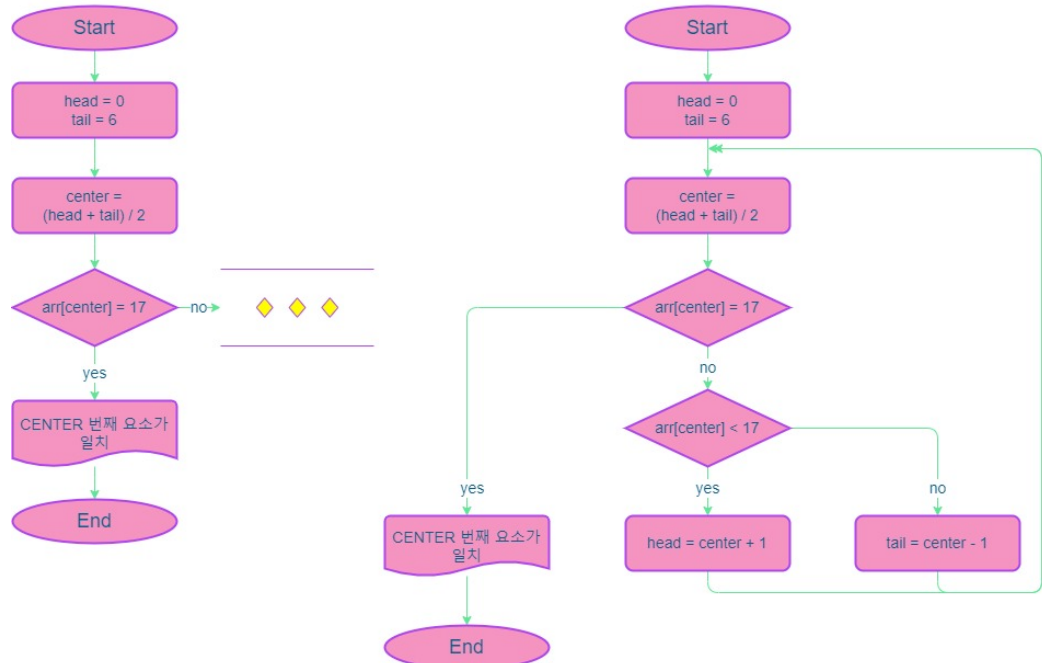 Start
head = 0
tail = 6
center =
(head + tail) / 2
arr[center] = 17
no
yes
CENTER 번째 요소가
일치
End
Start
head = 0
tail = 6
center =
(head + tail) / 2
arr[center] = 17
no
arr[center] < 17
yes
yes
no
CENTER 번째 요소가
일치
head = center + 1
tail = center - 1
End